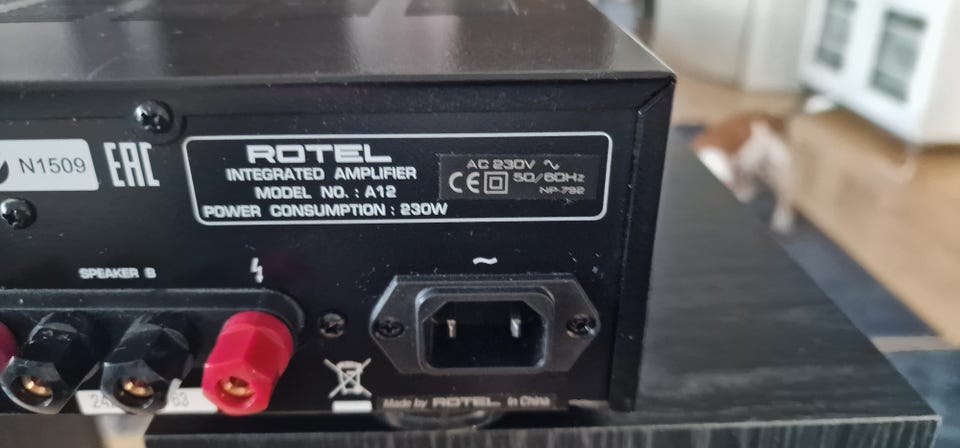 N1509
EAC
ROTEL
INTEGRATED AMPLIFIER
MODEL NO. : A12
POWER CONSUMPTION : 230W
AC 230V ~
CE 50/60Hz
NP-792
SPEAKER B
~
Made by ROTEL in China